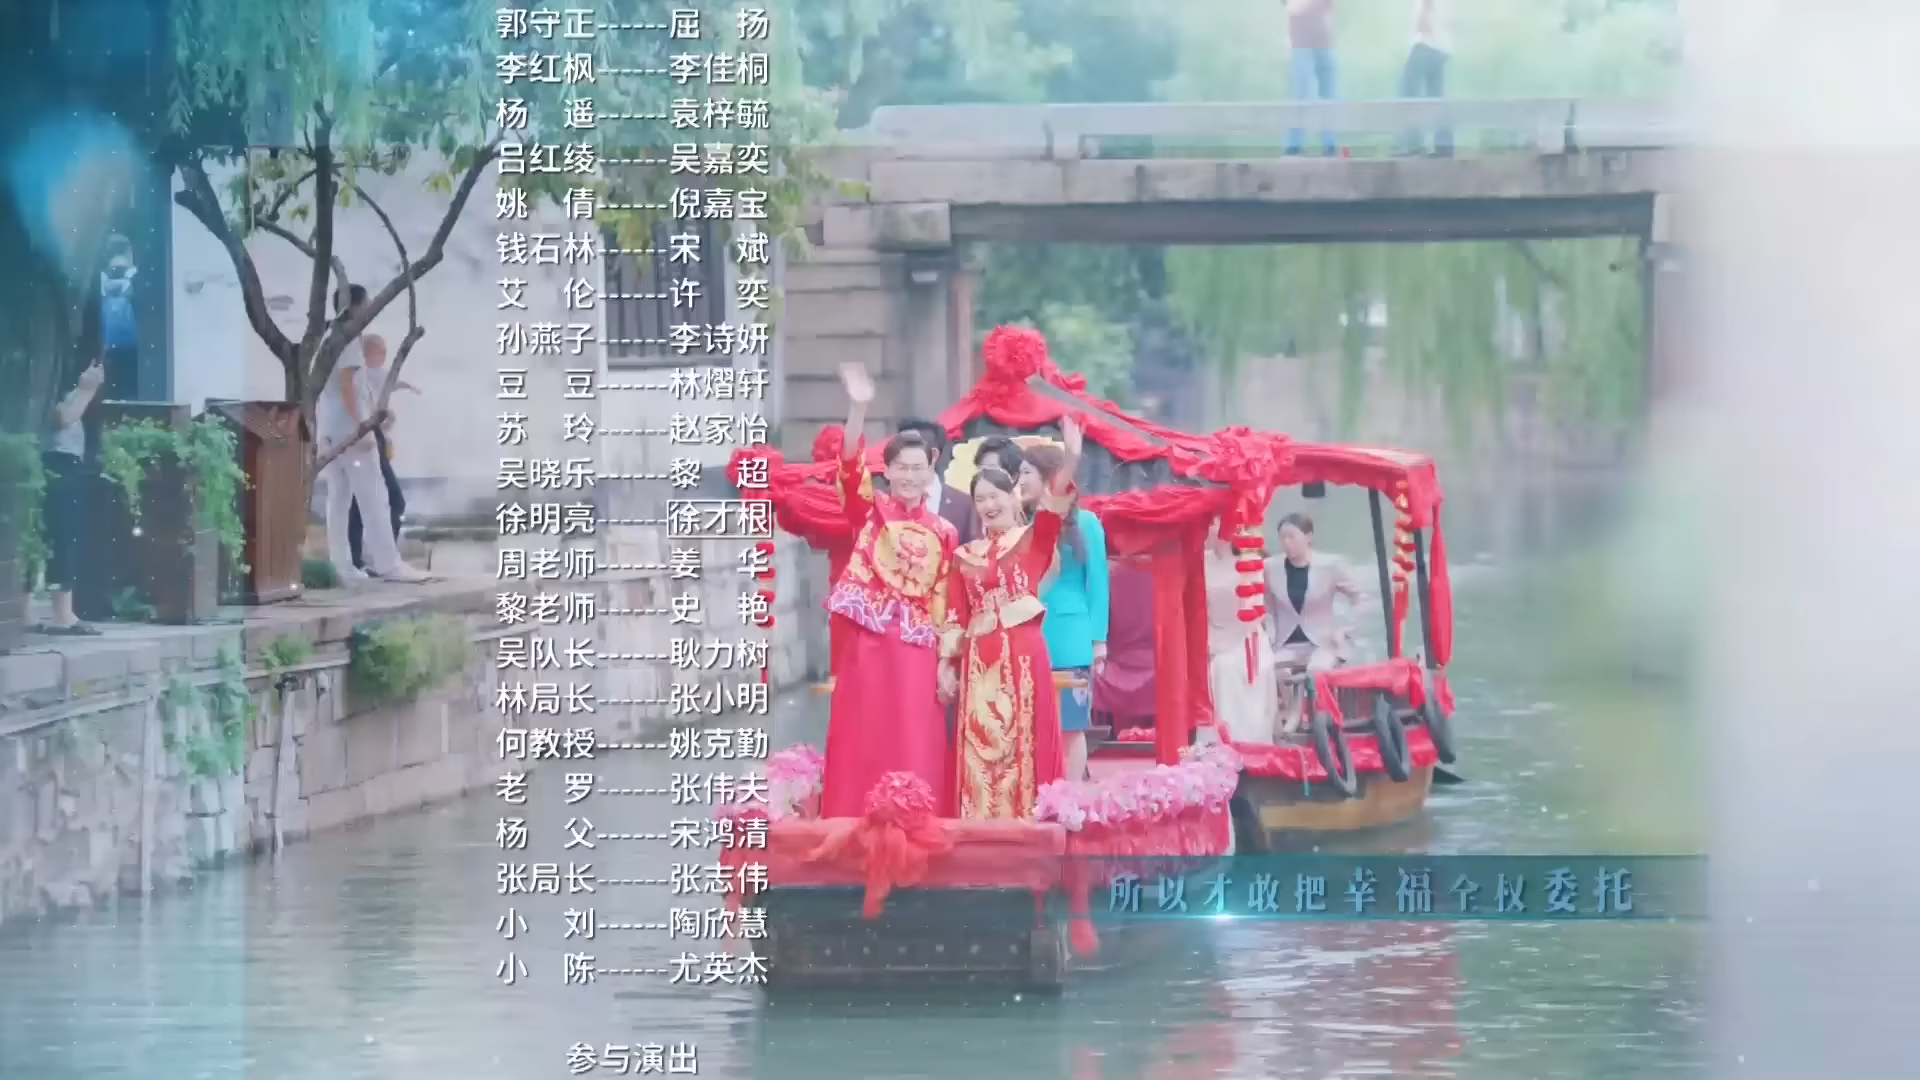 郭守正------屈　扬
李红枫------李佳桐
杨　遥------袁梓毓
吕红绫------吴嘉奕
姚　倩------倪嘉宝
钱石林------宋　斌
艾　伦------许　奕
孙燕子------李诗妍
豆　豆------林熠轩
苏　玲------赵家怡
吴晓乐------黎　超
徐明亮------徐才根
周老师------姜　华
黎老师------史　艳
吴队长------耿力树
林局长------张小明
何教授------姚克勤
老　罗------张伟夫
杨　父------宋鸿清
张局长------张志伟
小　刘------陶欣慧
小　陈------尤英杰
所以才敢把幸福全权委托
参与演出